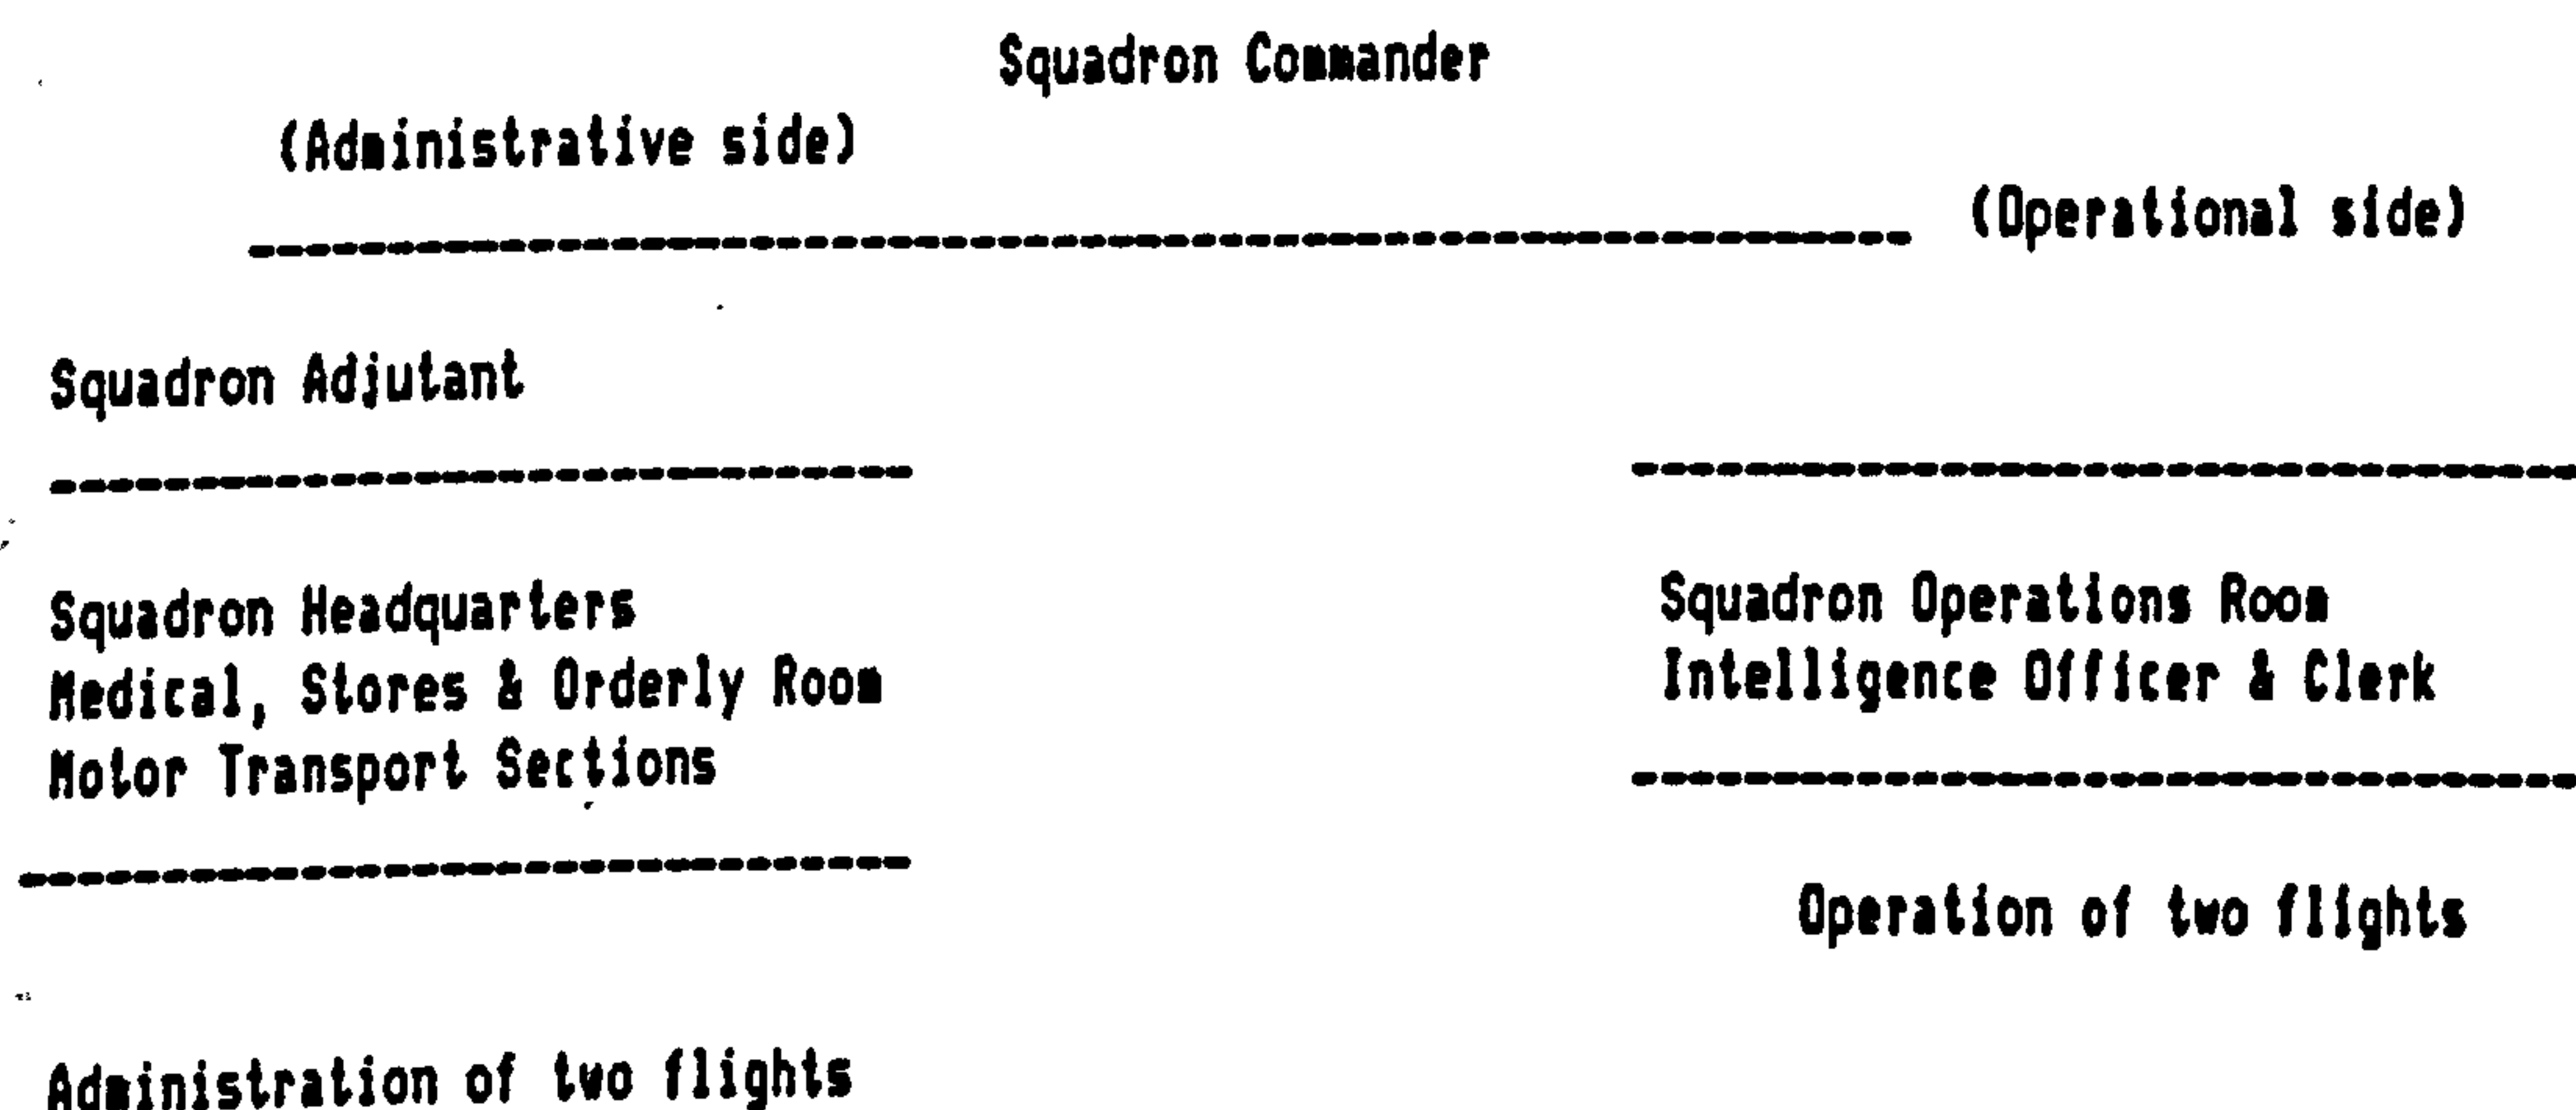 Squadron Commander
(Administrative side)
(Operational side)
Squadron Adjutant
Squadron Headquarters
Medical, Stores & Orderly Room
Motor Transport Sections
Squadron Operations Room
Intelligence Officer & Clerk
Operation of two flights
Administration of two flights